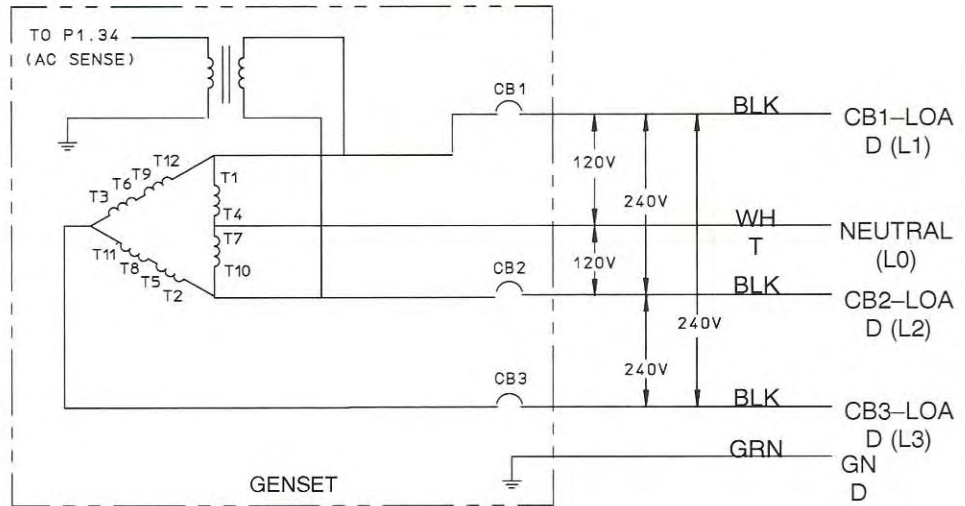 TO P1.34
(AC SENSE)
CB1
BLK
CB1–LOA
D (L1)
T12
T9
T6
T3
T1
T4
120V
240V
WH
T
NEUTRAL
(L0)
T7
T10
T11
T8
T5
T2
120V
CB2
BLK
CB2–LOA
D (L2)
240V
240V
CB3
BLK
CB3–LOA
D (L3)
GRN
GN
D
GENSET